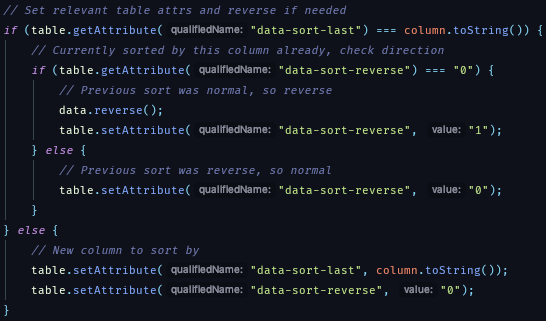 // Set relevant table attrs and reverse if needed
if (table.getAttribute( qualifiedName: "data-sort-last") === column.toString()) {
// Currently sorted by this column already, check direction
if (table.getAttribute( qualifiedName: "data-sort-reverse") === "0") {
// Previous sort was normal, so reverse
data.reverse();
table.setAttribute( qualifiedName: "data-sort-reverse", value: "1");
} else {
// Previous sort was reverse, so normal
table.setAttribute( qualifiedName: "data-sort-reverse", value: "0");
}
} else {
// New column to sort by
table.setAttribute( qualifiedName: "data-sort-last", column.toString());
table.setAttribute( qualifiedName: "data-sort-reverse", value: "0");
}